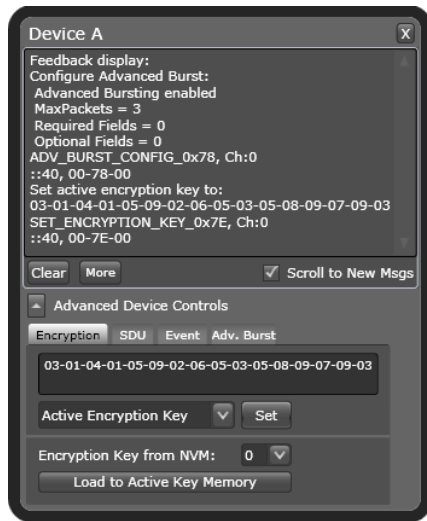 Device A
X
Feedback display:
Configure Advanced Burst:
Advanced Bursting enabled
MaxPackets = 3
Required Fields = 0
Optional Fields = 0
ADV_BURST_CONFIG_0x78, Ch:0
::40, 00-78-00
Set active encryption key to:
03-01-04-01-05-09-02-06-05-03-05-08-09-07-09-03
SET_ENCRYPTION_KEY_0x7E, Ch:0
::40, 00-7E-00
Clear More Scroll to New Msgs
Advanced Device Controls
Encryption SDU Event Adv. Burst
03-01-04-01-05-09-02-06-05-03-05-08-09-07-09-03
Active Encryption Key Set
Encryption Key from NVM: 0
Load to Active Key Memory